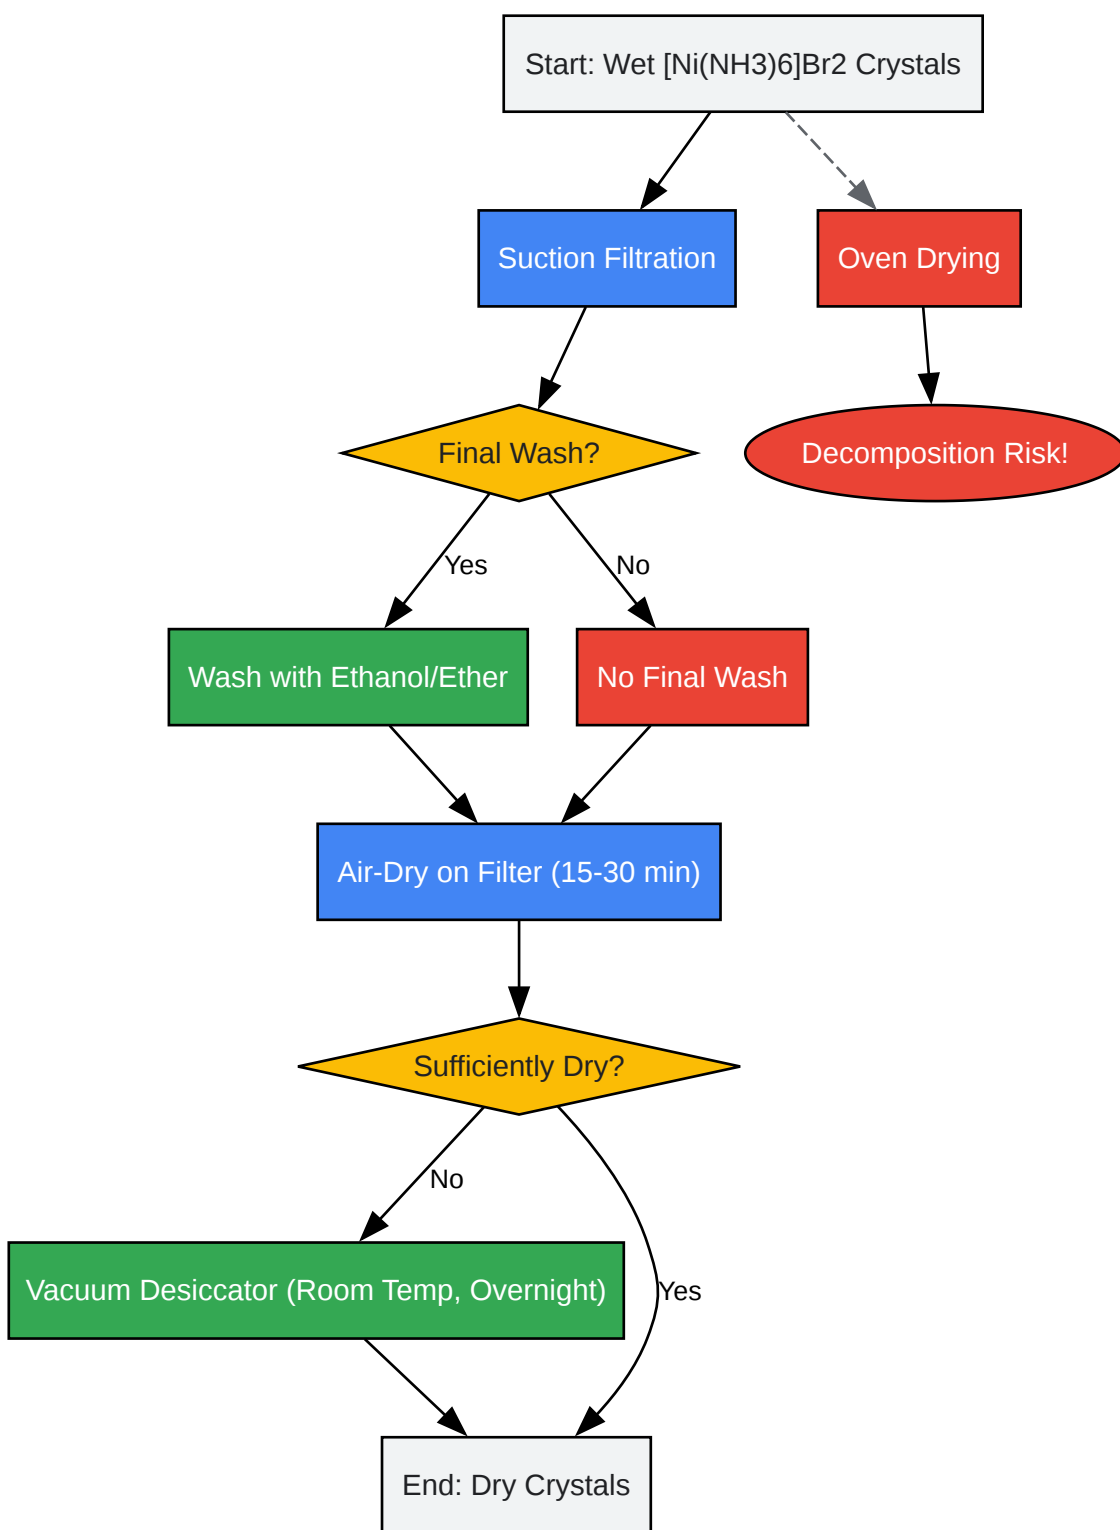 Start: Wet [Ni(NH3)6]Br2 Crystals
Suction Filtration
Oven Drying
Final Wash?
Decomposition Risk!
Yes
No
Wash with Ethanol/Ether
No Final Wash
Air-Dry on Filter (15-30 min)
Sufficiently Dry?
No
Vacuum Desiccator (Room Temp, Overnight)
Yes
End: Dry Crystals